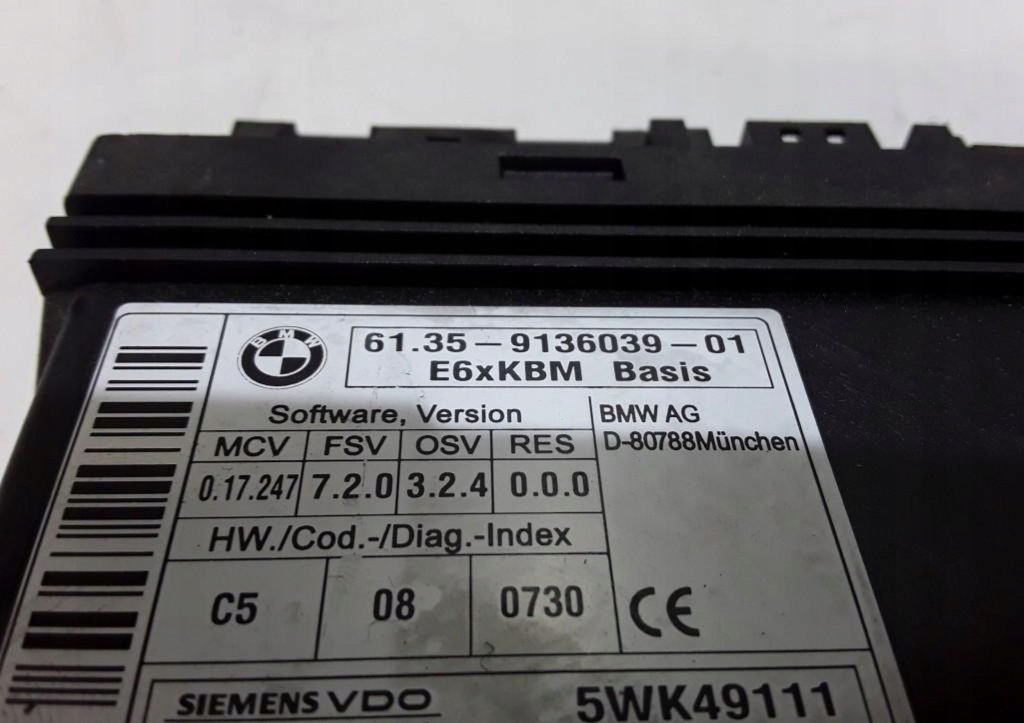 BMW
61.35 - 9136039 - 01
E6xKBM Basis
Software, Version
BMW AG
D-80788München
MCV FSV OSV RES
0.17.247 7.2.0 3.2.4 0.0.0
HW./Cod.-/Diag.-Index
C5 08 0730
CE
SIEMENS VDO 5WK49111